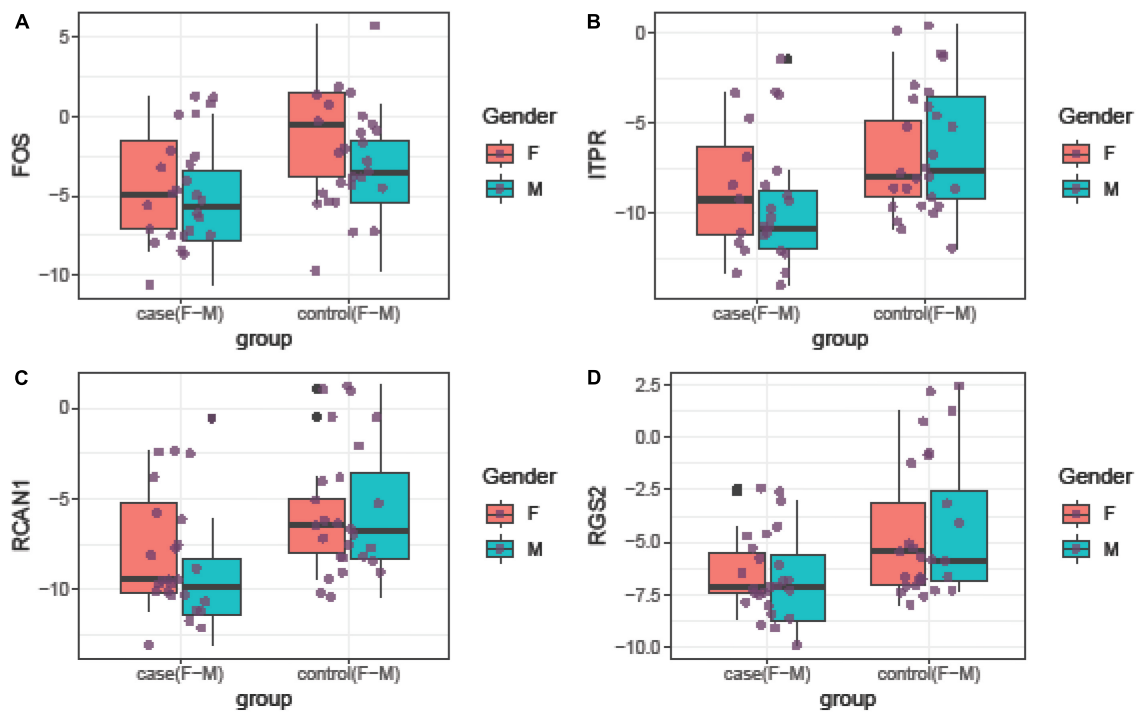 A
FOS
5
0
−5
−10
case(F−M)
control(F−M)
group
Gender
F
M
B
ITPR
0
−5
−10
case(F−M)
control(F−M)
group
Gender
F
M
C
RCAN1
0
−5
−10
case(F−M)
control(F−M)
group
Gender
F
M
D
RGS2
2.5
0.0
−2.5
−5.0
−7.5
−10.0
case(F−M)
control(F−M)
group
Gender
F
M